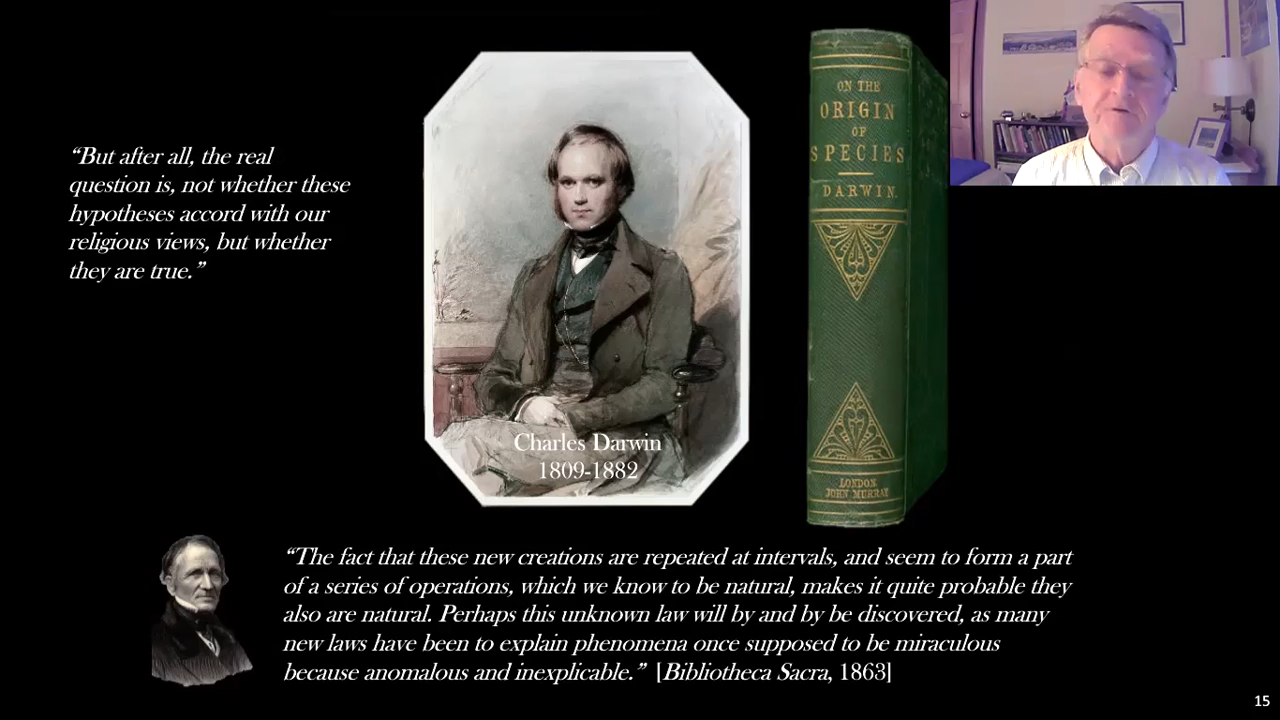 “But after all, the real
question is, not whether these
hypotheses accord with our
religious views, but whether
they are true.”
Charles Darwin
1809-1882
ON THE
ORIGIN
OF
SPECIES
DARWIN.
LONDON
JOHN MURRAY
“The fact that these new creations are repeated at intervals, and seem to form a part
of a series of operations, which we know to be natural, makes it quite probable they
also are natural. Perhaps this unknown law will by and by be discovered, as many
new laws have been to explain phenomena once supposed to be miraculous
because anomalous and inexplicable.” [Bibliotheca Sacra, 1863]
15